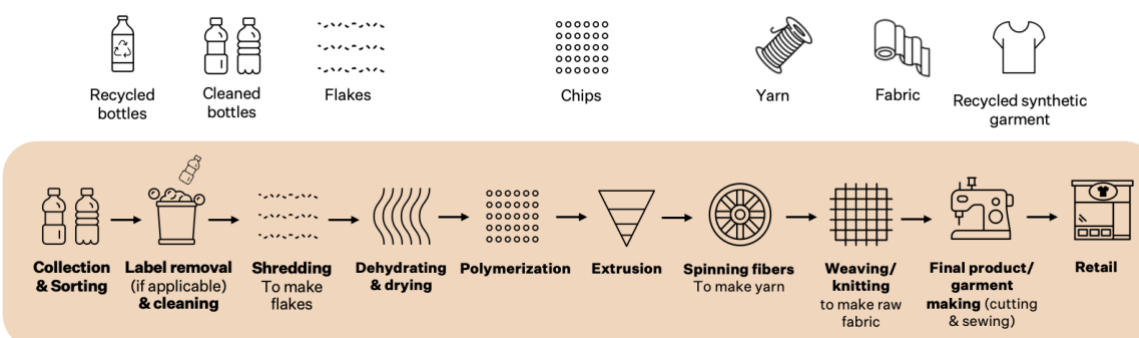 Recycled
bottles
Cleaned
bottles
Flakes
Chips
Yarn
Fabric
Recycled synthetic
garment
Collection
& Sorting
Label removal
(if applicable)
& cleaning
Shredding
To make
flakes
Dehydrating
& drying
Polymerization
Extrusion
Spinning fibers
To make yarn
Weaving/
knitting
to make raw
fabric
Final product/
garment
making (cutting
& sewing)
Retail